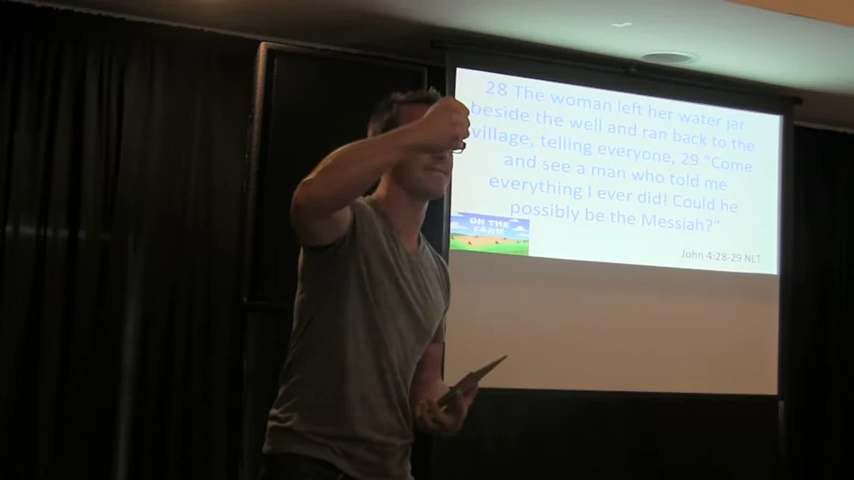 28 The woman left her water jar
beside the well and ran back to the
village, telling everyone, 29 "Come
and see a man who told me
everything I ever did! Could he
possibly be the Messiah?"
ON THE
FARM
John 4:28-29 NLT